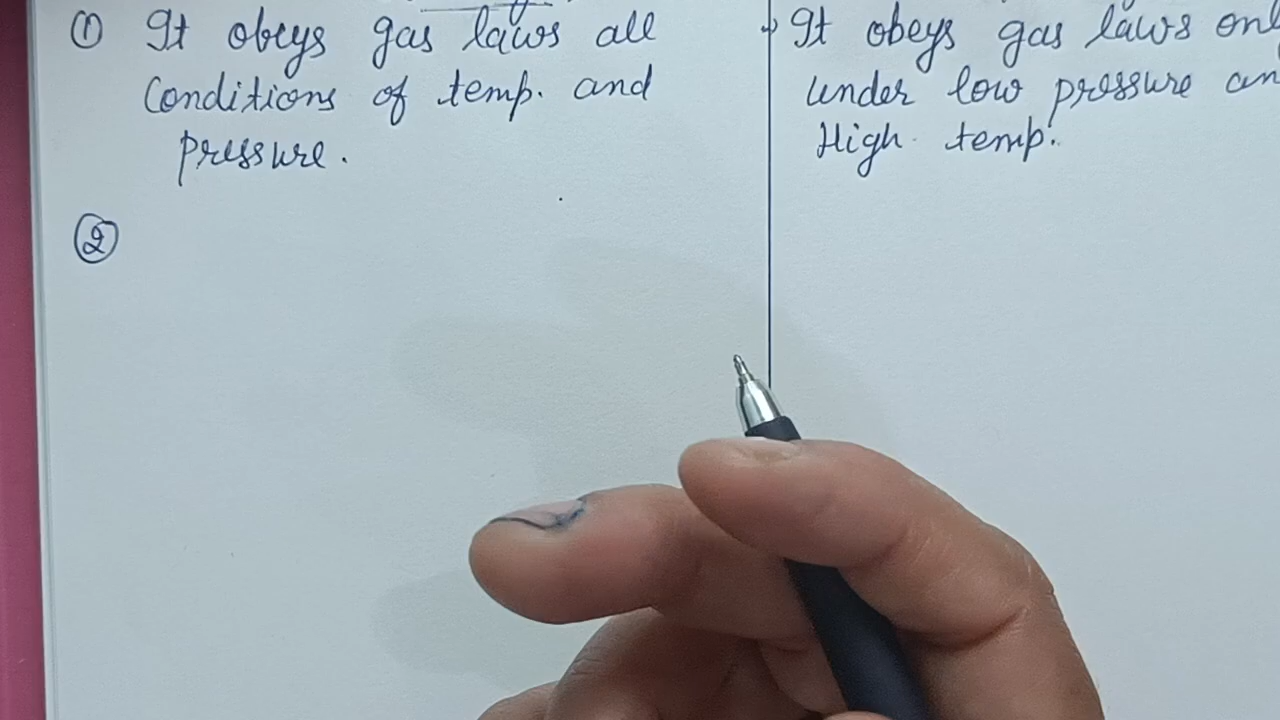 ① It obeys gas laws all
Conditions of temp. and
pressure.
②
→ It obeys gas laws
under low pressure
High temp.